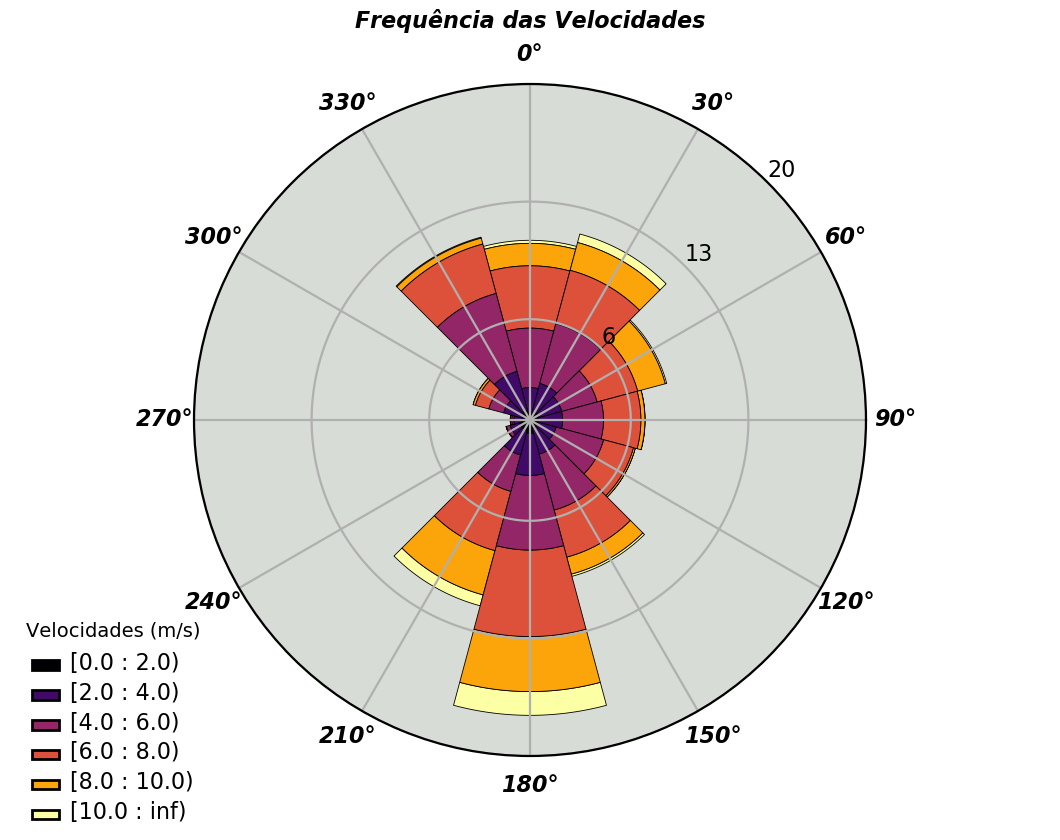 Frequência das Velocidades
0°
330°
30°
20
300°
60°
13
6
270°
90°
240°
120°
210°
150°
180°
Velocidades (m/s)
[0.0 : 2.0)
[2.0 : 4.0)
[4.0 : 6.0)
[6.0 : 8.0)
[8.0 : 10.0)
[10.0 : inf)